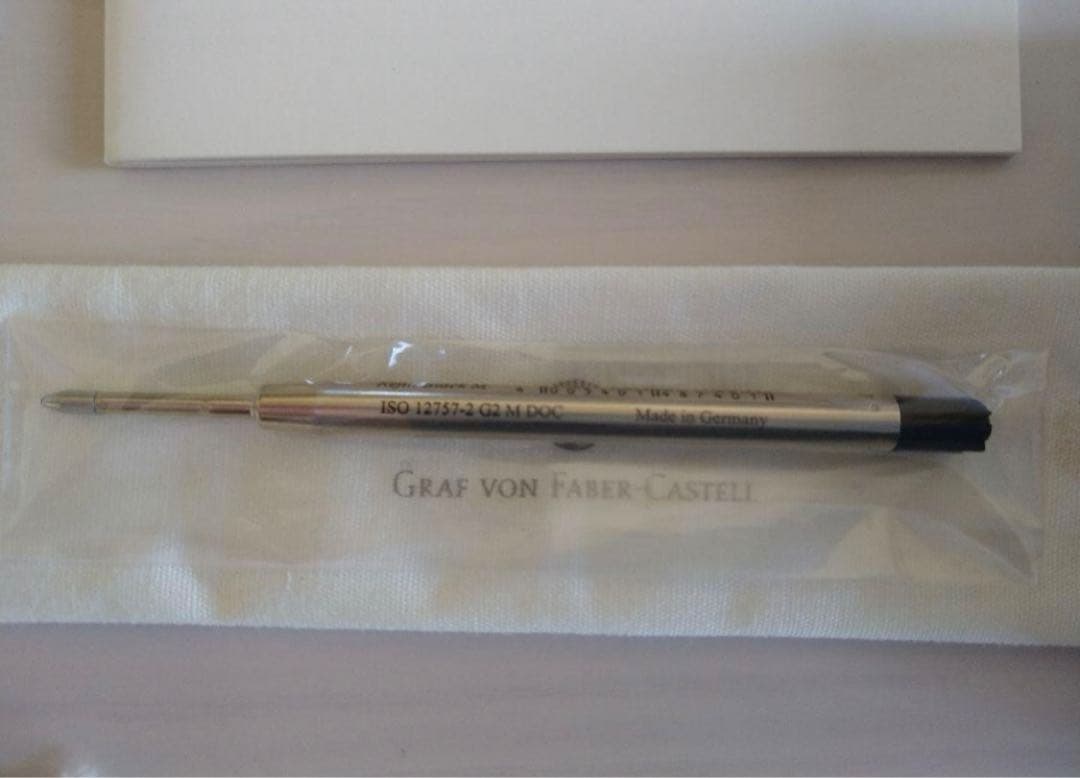 M
ISO 12757-2 G2 M DOC
Made in Germany
GRAF VON FABER-CASTELL